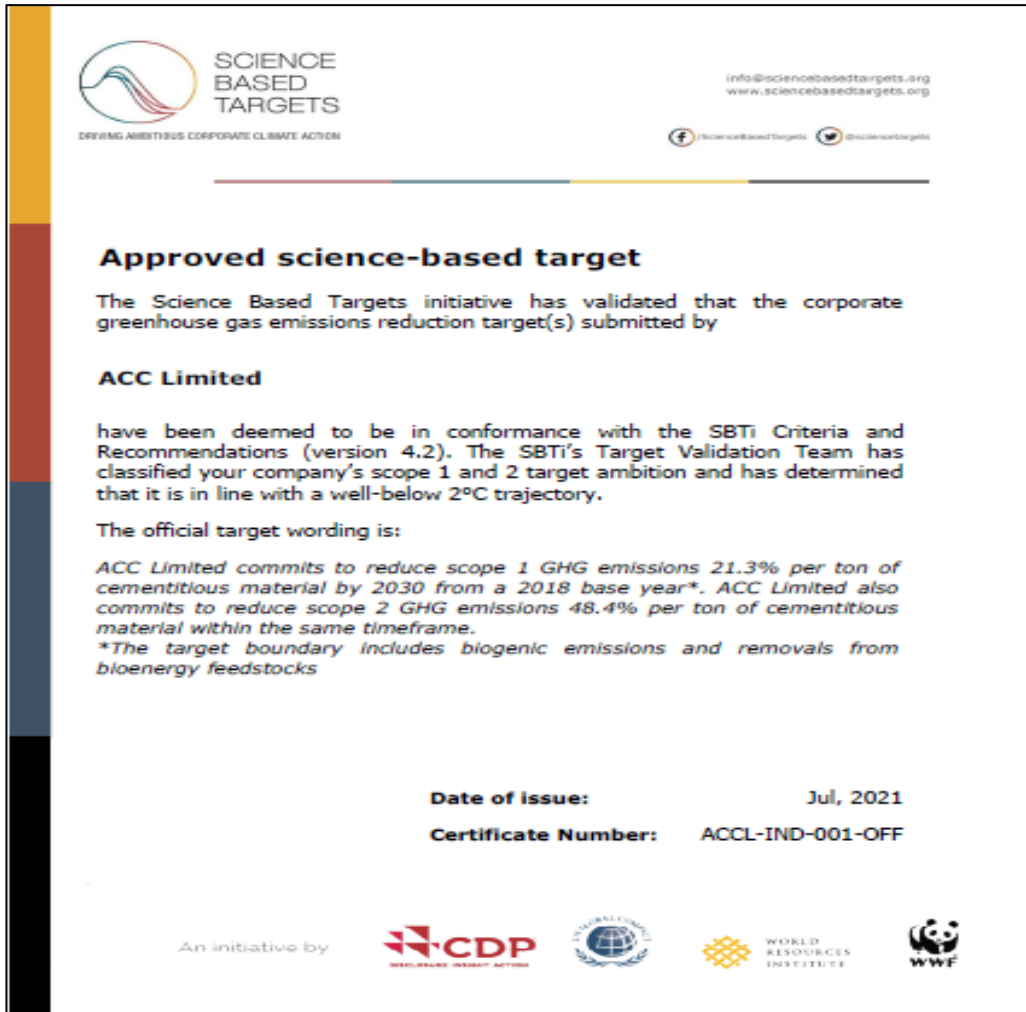 SCIENCE
BASED
TARGETS
DRIVING AMBITIOUS CORPORATE CLIMATE ACTION
info@sciencebasedtargets.org
www.sciencebasedtargets.org
/ScienceBasedTargets @sciencetargets
Approved science-based target
The Science Based Targets initiative has validated that the corporate
greenhouse gas emissions reduction target(s) submitted by
ACC Limited
have been deemed to be in conformance with the SBTi Criteria and
Recommendations (version 4.2). The SBTi's Target Validation Team has
classified your company's scope 1 and 2 target ambition and has determined
that it is in line with a well-below 2°C trajectory.
The official target wording is:
ACC Limited commits to reduce scope 1 GHG emissions 21.3% per ton of
cementitious material by 2030 from a 2018 base year*. ACC Limited also
commits to reduce scope 2 GHG emissions 48.4% per ton of cementitious
material within the same timeframe.
*The target boundary includes biogenic emissions and removals from
bioenergy feedstocks
Date of issue: Jul, 2021
Certificate Number: ACCL-IND-001-OFF
An initiative by
CDP
DISCLOSURE INSIGHT ACTION
UN GLOBAL COMPACT
WORLD
RESOURCES
INSTITUTE
WWF